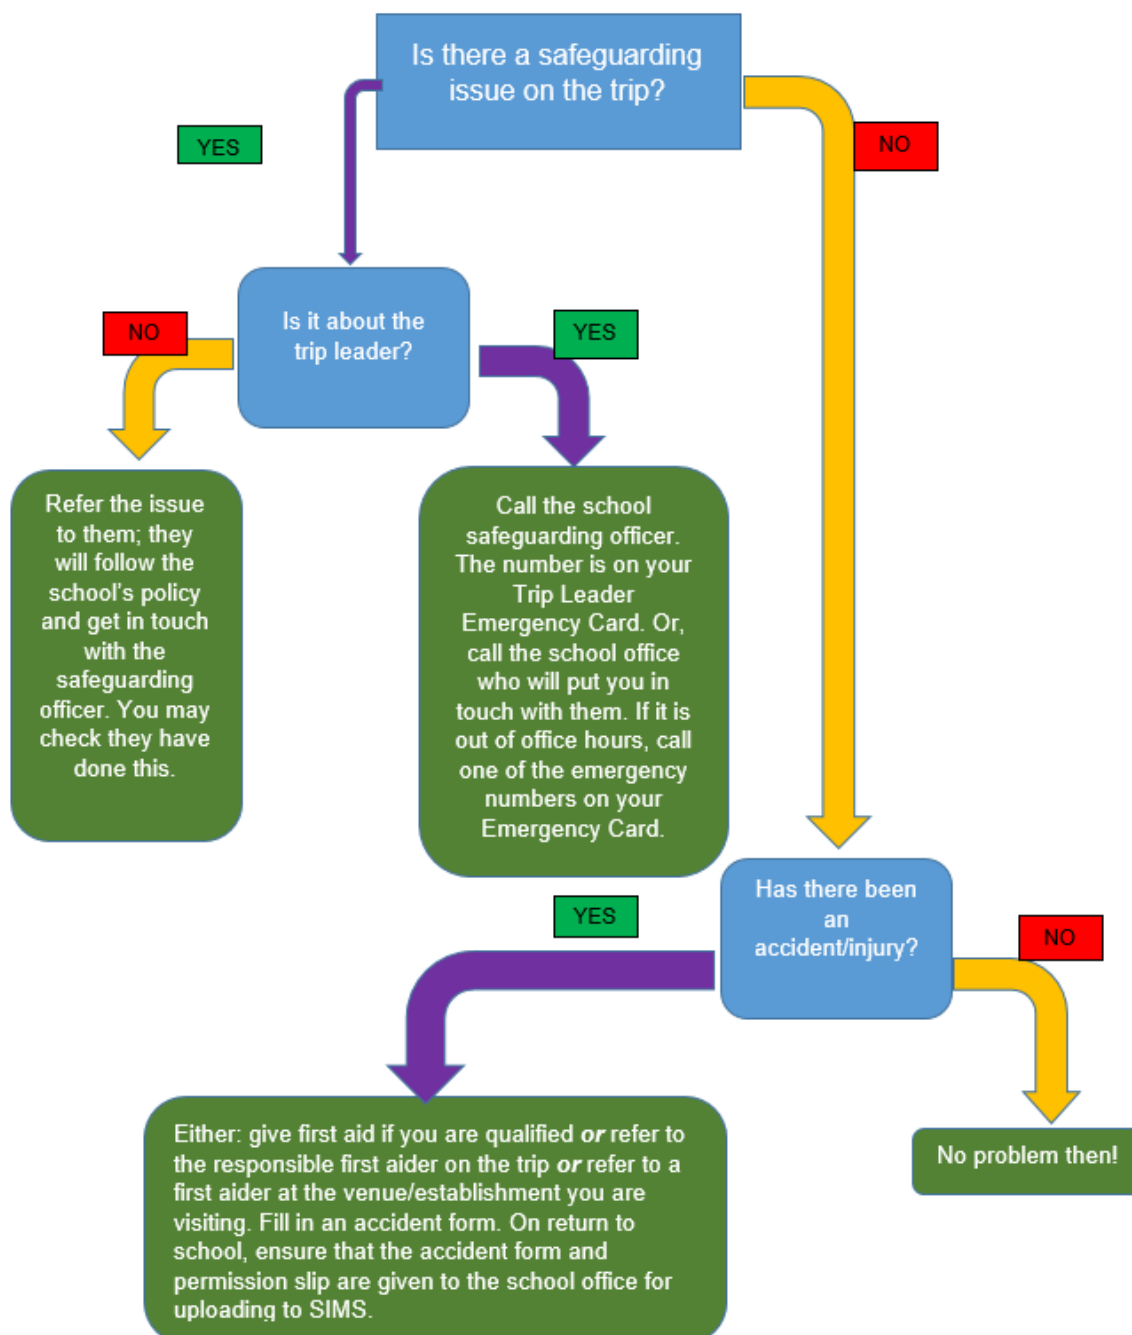 Is there a safeguarding
issue on the trip?
YES
NO
Is it about the
trip leader?
NO
YES
Refer the issue
to them; they
will follow the
school’s policy
and get in touch
with the
safeguarding
officer. You may
check they have
done this.
Call the school
safeguarding officer.
The number is on your
Trip Leader
Emergency Card. Or,
call the school office
who will put you in
touch with them. If it is
out of office hours, call
one of the emergency
numbers on your
Emergency Card.
Has there been
an
accident/injury?
YES
NO
Either: give first aid if you are qualified or refer to
the responsible first aider on the trip or refer to a
first aider at the venue/establishment you are
visiting. Fill in an accident form. On return to
school, ensure that the accident form and
permission slip are given to the school office for
uploading to SIMS.
No problem then!